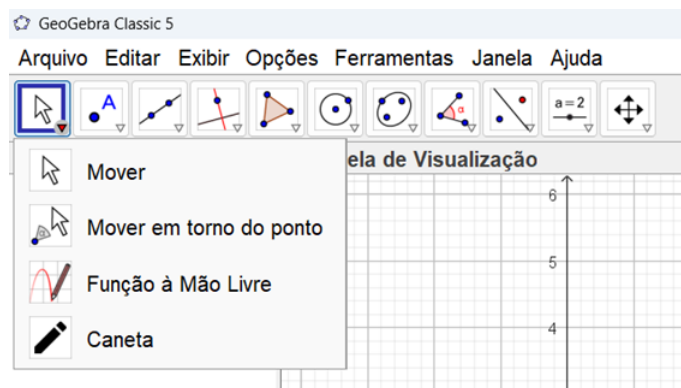 GeoGebra Classic 5
Arquivo Editar Exibir Opções Ferramentas Janela Ajuda
A α a=2
ela de Visualização
Mover
Mover em torno do ponto
Função à Mão Livre
Caneta
6
5
4